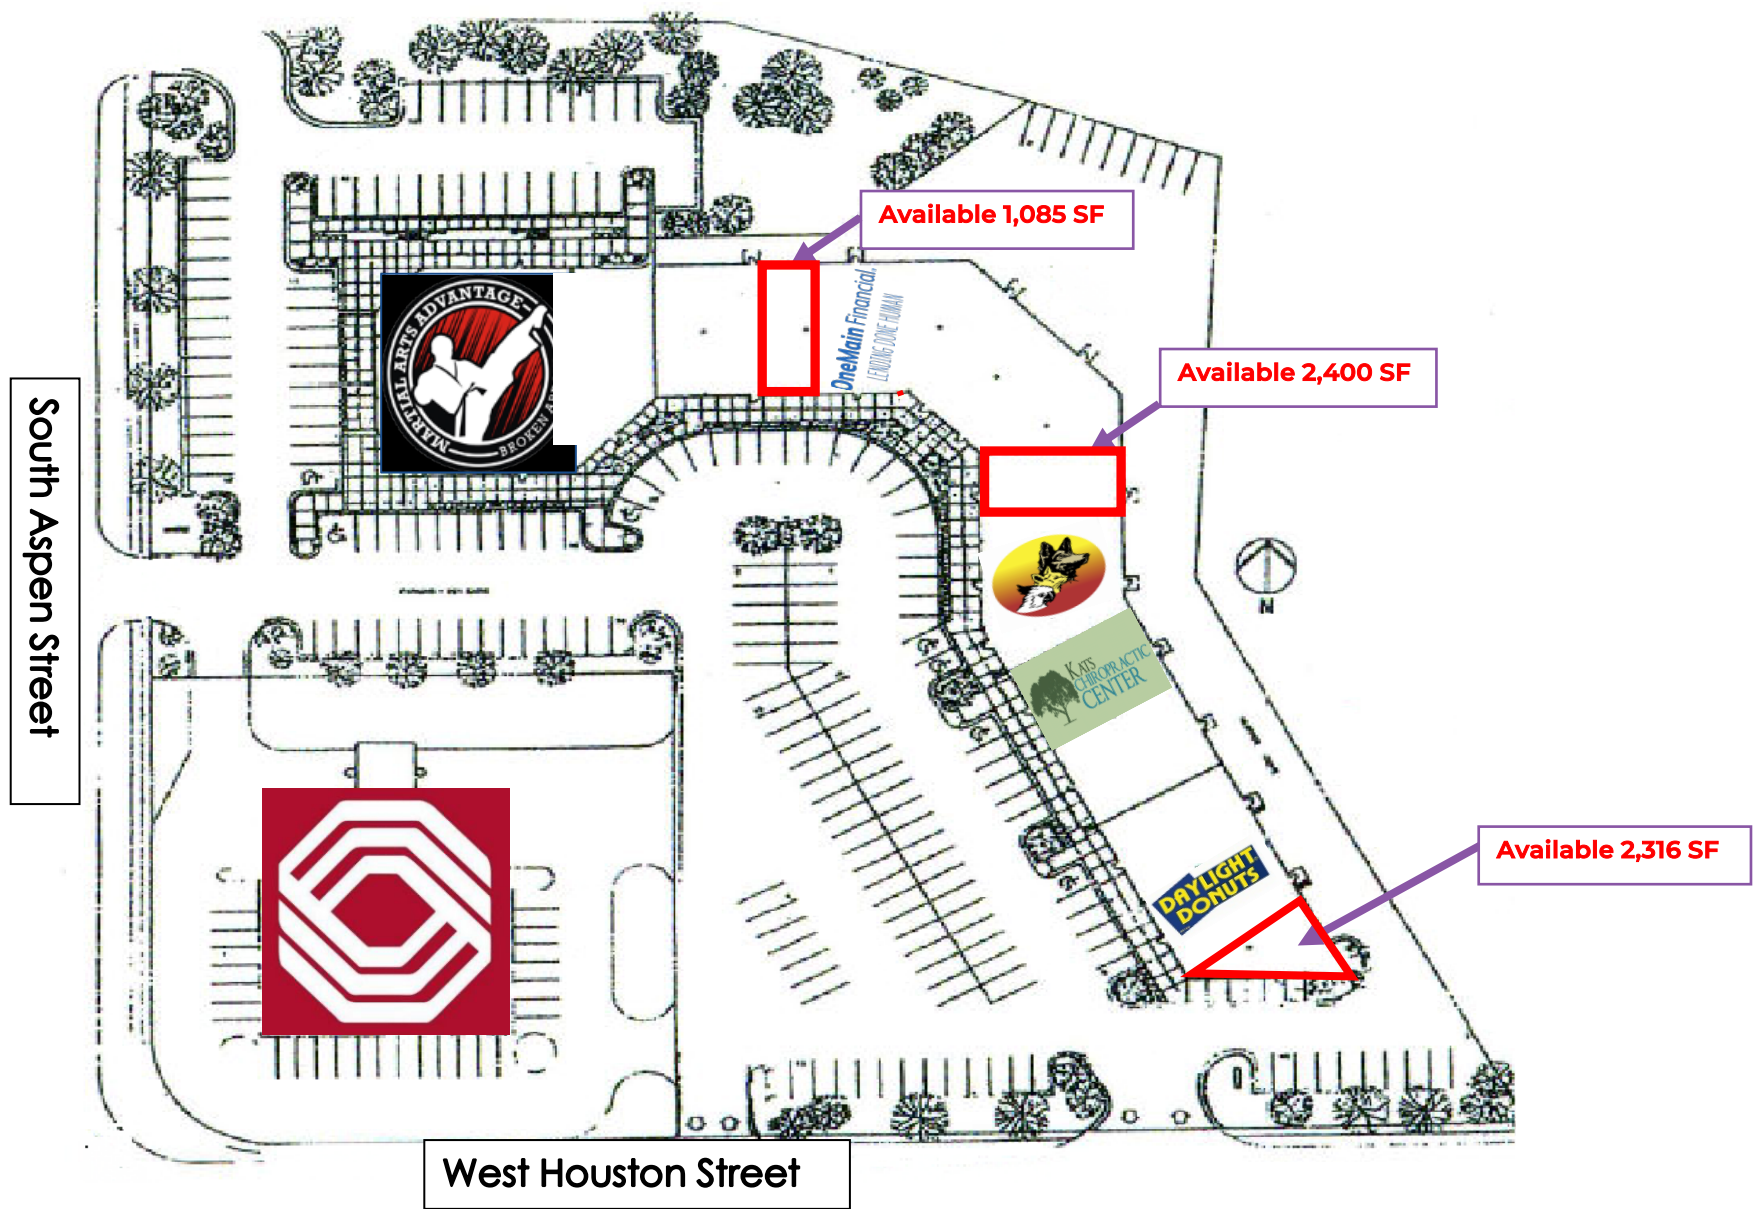 Available 1,085 SF
MARTIAL ARTS ADVANTAGE
BROKEN
OneMain Financial
LENDING DONE HUMAN
Available 2,400 SF
South Aspen Street
N
KATS
CHIROPRACTIC
CENTER
Available 2,316 SF
DAYLIGHT
DONUTS
West Houston Street